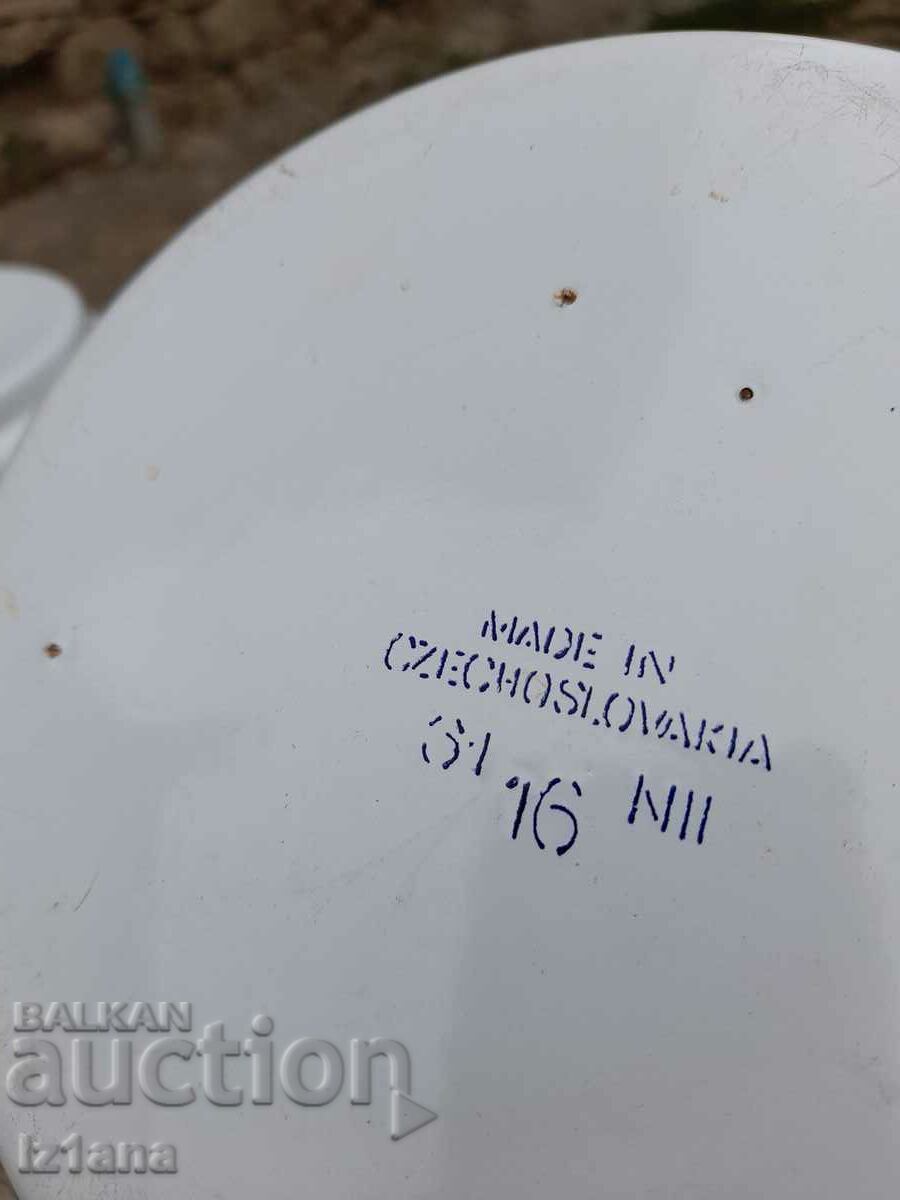 MADE IN
CZECHOSLOVAKIA
31
16 NII
BALKAN
auction
Iz1ana